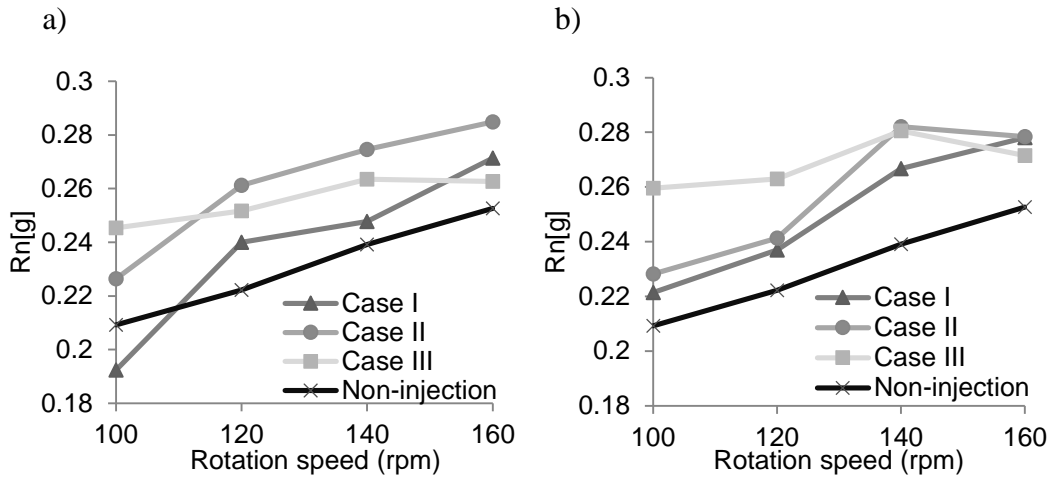 a)
0.3
0.28
0.26
0.24
0.22
0.2
0.18
Rn[g]
100 120 140 160
Rotation speed (rpm)
Case I
Case II
Case III
Non-injection
b)
0.3
0.28
0.26
0.24
0.22
0.2
0.18
Rn[g]
100 120 140 160
Rotation speed (rpm)
Case I
Case II
Case III
Non-injection